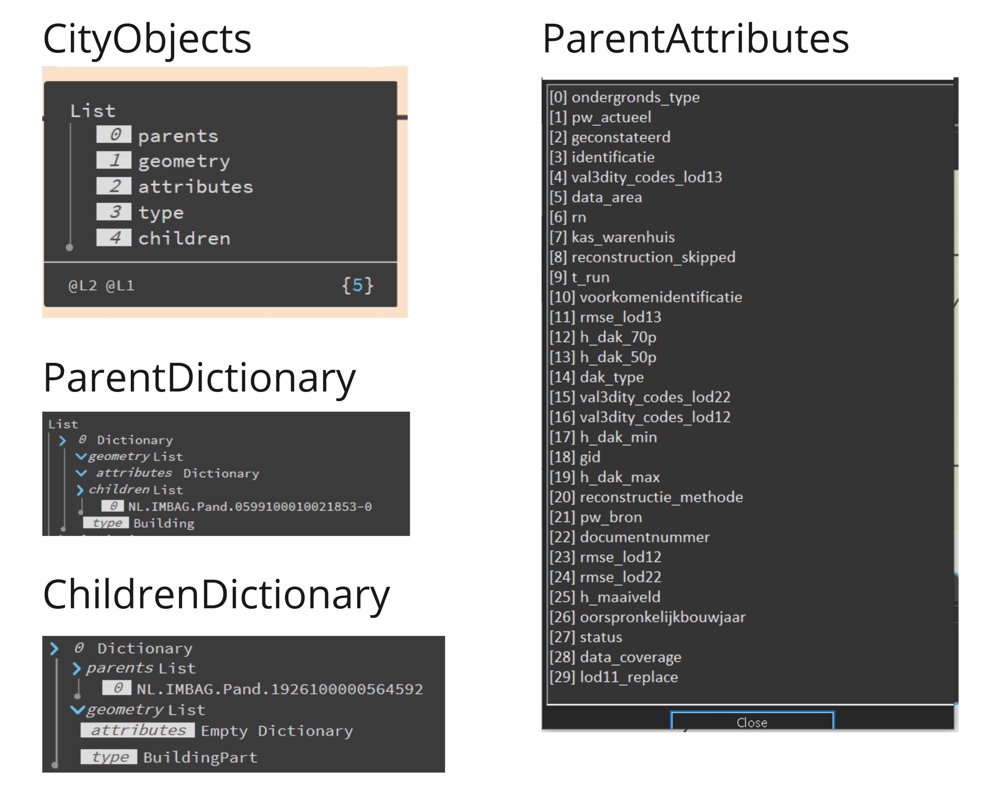 CityObjects
List
0 parents
1 geometry
2 attributes
3 type
4 children
@L2 @L1 {5}
ParentDictionary
List
0 Dictionary
geometry List
attributes Dictionary
children List
0 NL.IMBAG.Pand.0599100010021853-0
type Building
ChildrenDictionary
0 Dictionary
parents List
0 NL.IMBAG.Pand.1926100000564592
geometry List
attributes Empty Dictionary
type BuildingPart
ParentAttributes
[0] ondergronds_type
[1] pw_actueel
[2] geconstateerd
[3] identificatie
[4] val3dity_codes_lod13
[5] data_area
[6] rn
[7] kas_warenhuis
[8] reconstruction_skipped
[9] t_run
[10] voorkomenidentificatie
[11] rmse_lod13
[12] h_dak_70p
[13] h_dak_50p
[14] dak_type
[15] val3dity_codes_lod22
[16] val3dity_codes_lod12
[17] h_dak_min
[18] gid
[19] h_dak_max
[20] reconstructie_methode
[21] pw_bron
[22] documentnummer
[23] rmse_lod12
[24] rmse_lod22
[25] h_maaiveld
[26] oorspronkelijkbouwjaar
[27] status
[28] data_coverage
[29] lod11_replace
Close